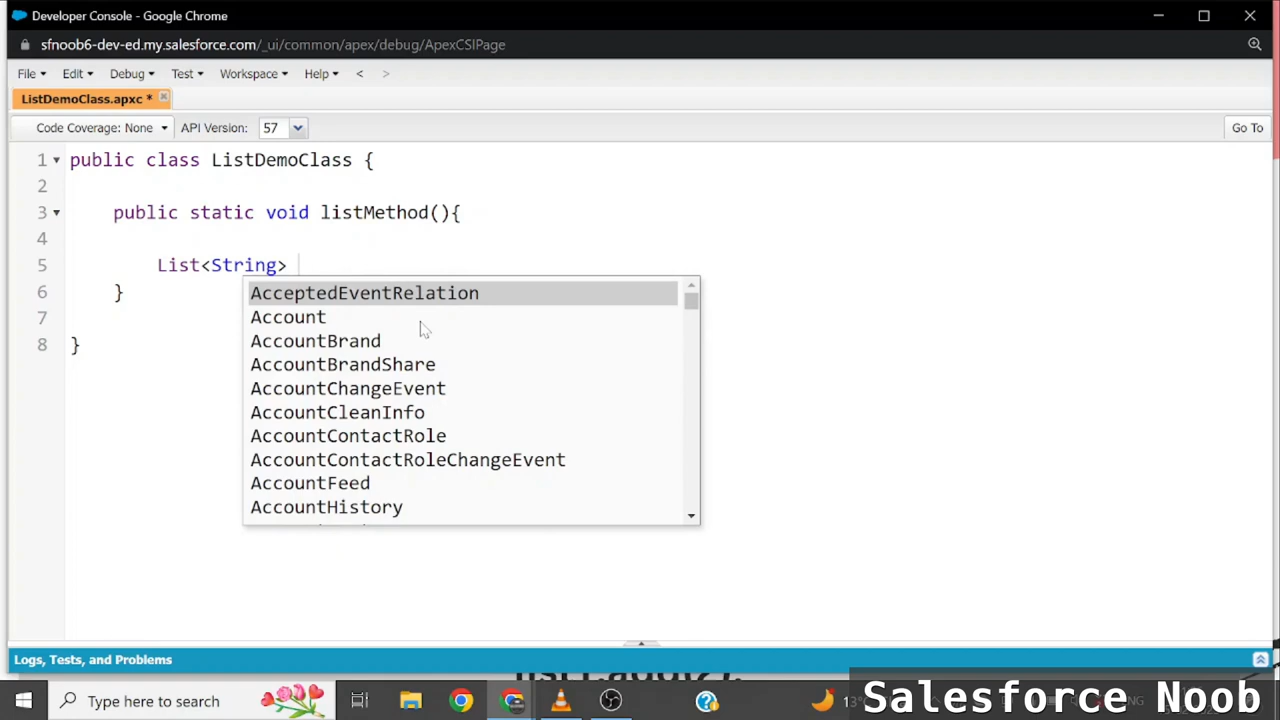 Developer Console - Google Chrome
sfnoob6-dev-ed.my.salesforce.com/_ui/common/apex/debug/ApexCSIPage
File Edit Debug Test Workspace Help < >
ListDemoClass.apxc *
Code Coverage: None API Version: 57 Go To
1 public class ListDemoClass {
2
3 public static void listMethod(){
4
5 List<String>
6 }
7
8 }
AcceptedEventRelation
Account
AccountBrand
AccountBrandShare
AccountChangeEvent
AccountCleanInfo
AccountContactRole
AccountContactRoleChangeEvent
AccountFeed
AccountHistory
Logs, Tests, and Problems
Type here to search
Salesforce Noob